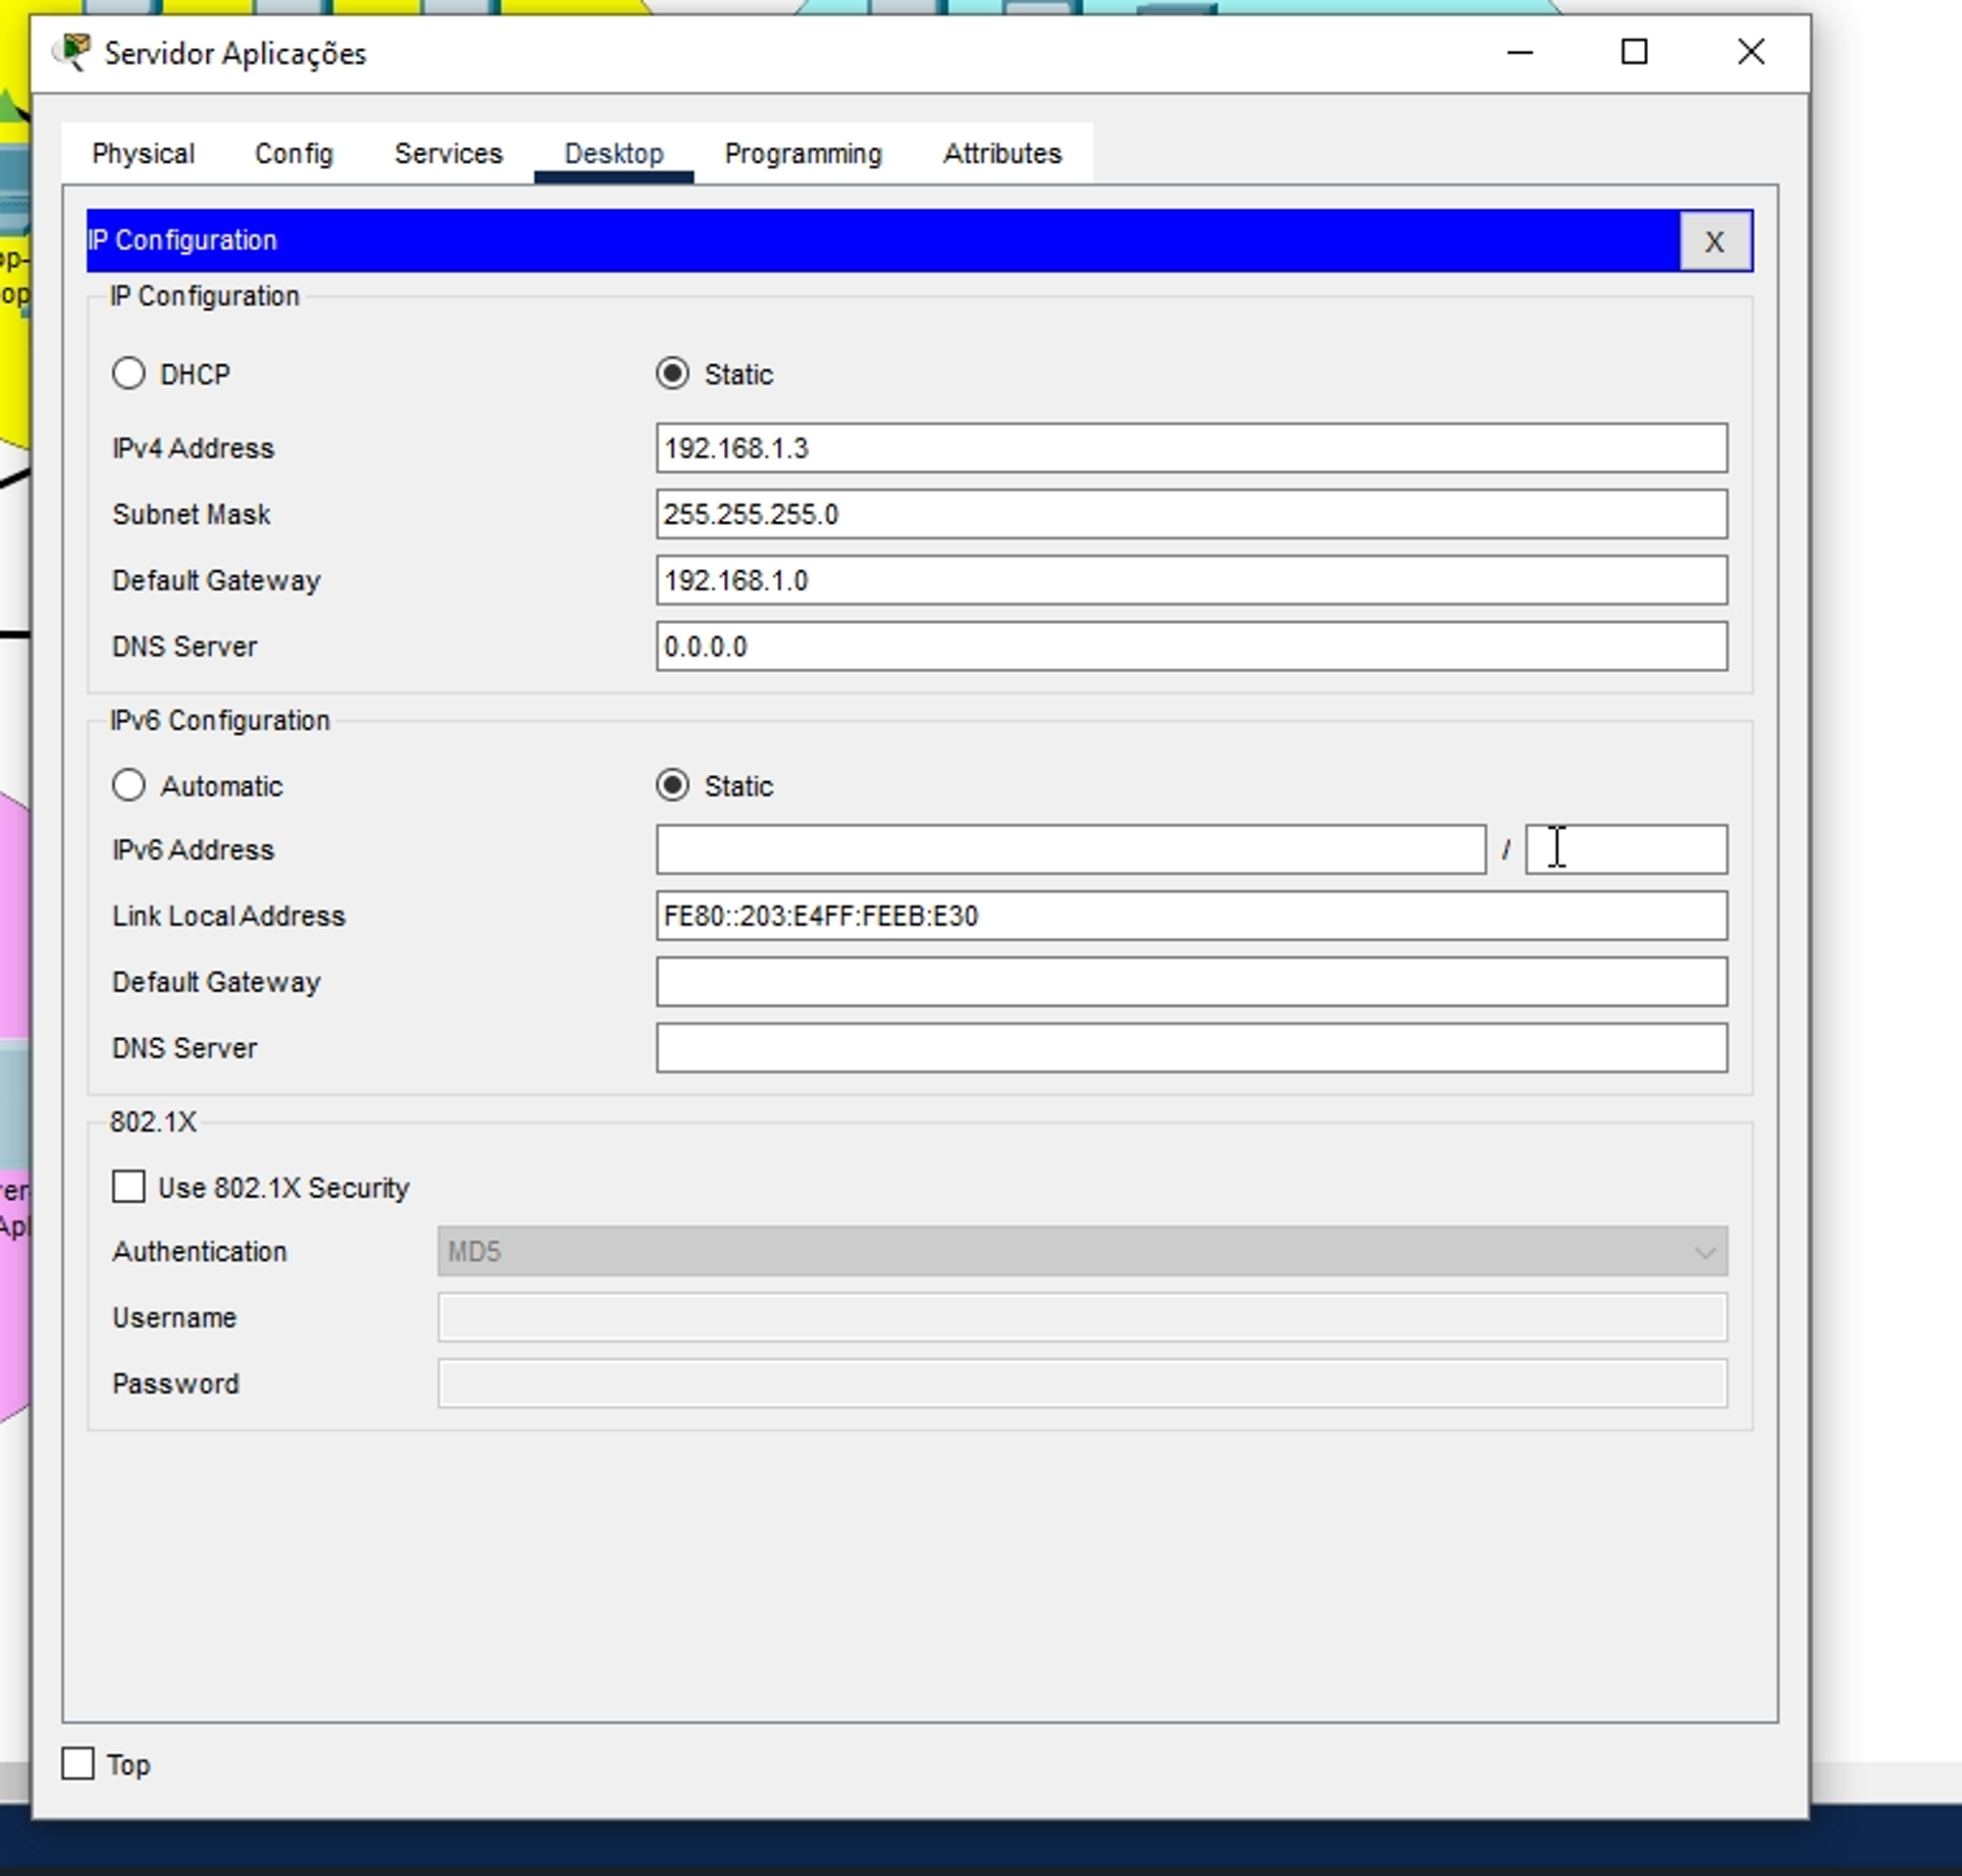 Servidor Aplicações
Physical Config Services Desktop Programming Attributes
IP Configuration X
IP Configuration
DHCP Static
IPv4 Address 192.168.1.3
Subnet Mask 255.255.255.0
Default Gateway 192.168.1.0
DNS Server 0.0.0.0
IPv6 Configuration
Automatic Static
IPv6 Address /
Link Local Address FE80::203:E4FF:FEEB:E30
Default Gateway
DNS Server
802.1X
Use 802.1X Security
Authentication MD5
Username
Password
Top